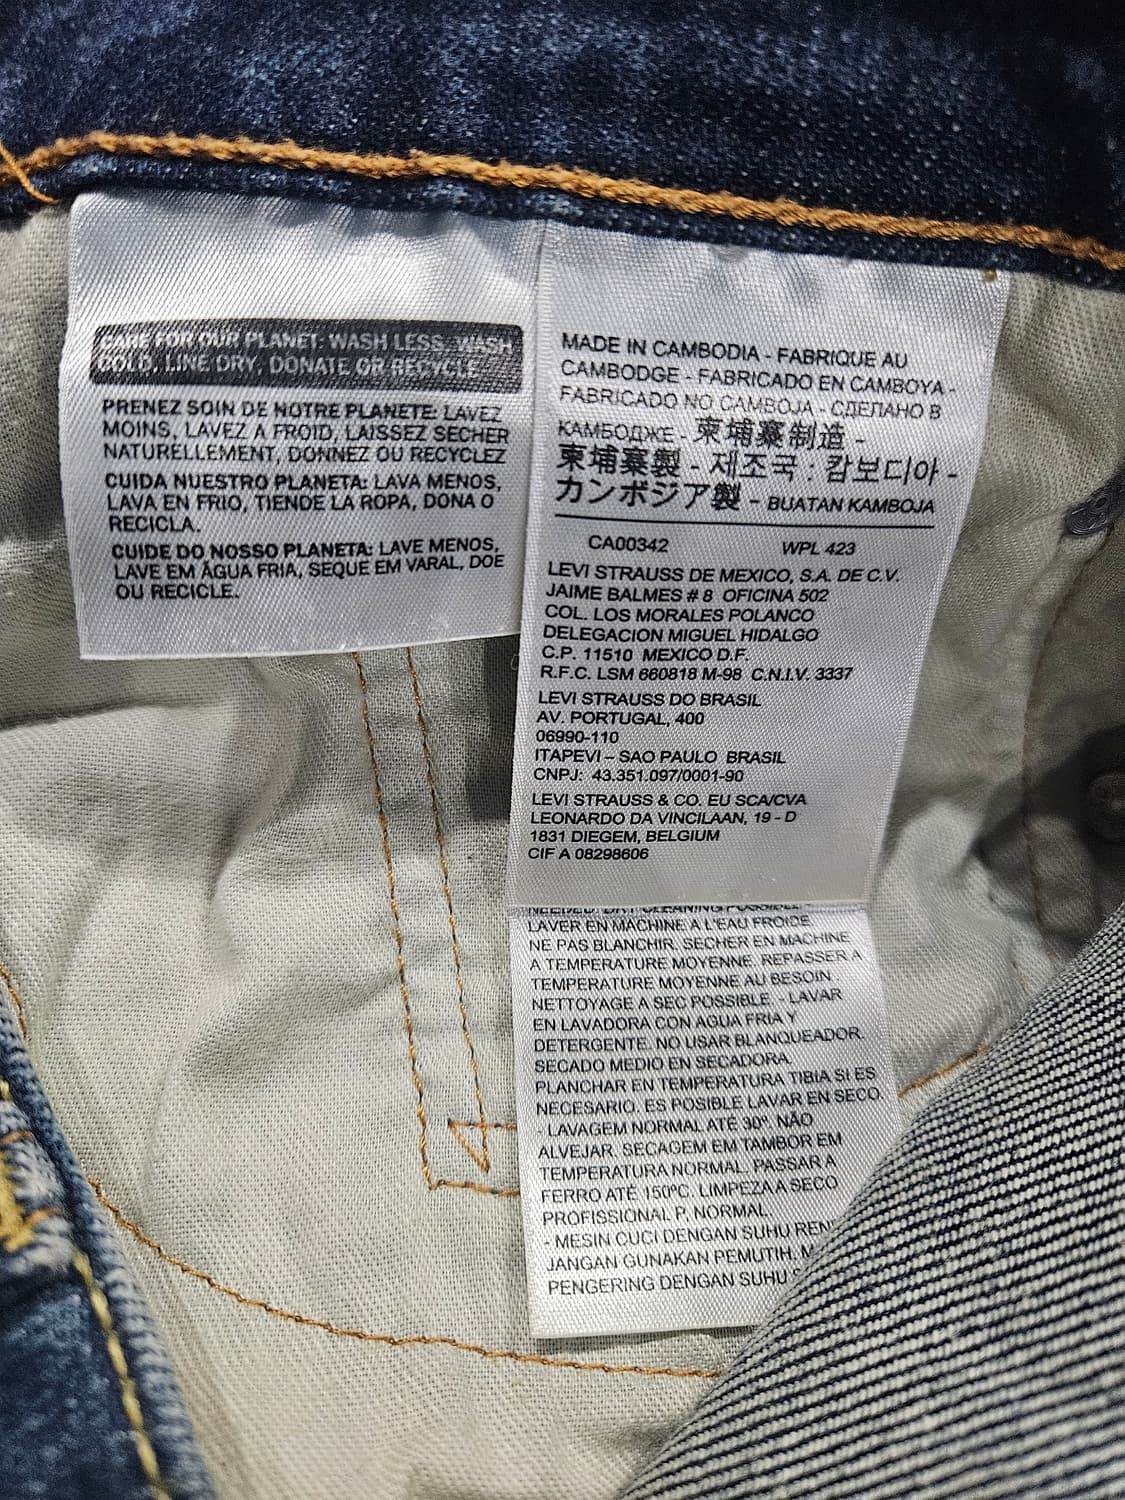 CARE FOR OUR PLANET: WASH LESS, WASH
COLD, LINE DRY, DONATE OR RECYCLE
PRENEZ SOIN DE NOTRE PLANETE: LAVEZ
MOINS, LAVEZ A FROID, LAISSEZ SECHER
NATURELLEMENT, DONNEZ OU RECYCLEZ
CUIDA NUESTRO PLANETA: LAVA MENOS,
LAVA EN FRIO, TIENDE LA ROPA, DONA O
RECICLA.
CUIDE DO NOSSO PLANETA: LAVE MENOS,
LAVE EM ÁGUA FRIA, SEQUE EM VARAL, DOE
OU RECICLE.
MADE IN CAMBODIA - FABRIQUE AU
CAMBODGE - FABRICADO EN CAMBOYA -
FABRICADO NO CAMBOJA - СДЕЛАНО В
КАМБОДЖЕ - 柬埔寨制造 -
柬埔寨製 - 제조국 : 캄보디아 -
カンボジア製 - BUATAN KAMBOJA
CA00342 WPL 423
LEVI STRAUSS DE MEXICO, S.A. DE C.V.
JAIME BALMES # 8 OFICINA 502
COL. LOS MORALES POLANCO
DELEGACION MIGUEL HIDALGO
C.P. 11510 MEXICO D.F.
R.F.C. LSM 660818 M-98 C.N.I.V. 3337
LEVI STRAUSS DO BRASIL
AV. PORTUGAL, 400
06990-110
ITAPEVI – SAO PAULO BRASIL
CNPJ: 43.351.097/0001-90
LEVI STRAUSS & CO. EU SCA/CVA
LEONARDO DA VINCILAAN, 19 - D
1831 DIEGEM, BELGIUM
CIF A 08298606
NEEDED. DRY CLEANING POSSIBLE. -
LAVER EN MACHINE A L'EAU FROIDE
NE PAS BLANCHIR. SECHER EN MACHINE
A TEMPERATURE MOYENNE. REPASSER A
TEMPERATURE MOYENNE AU BESOIN
NETTOYAGE A SEC POSSIBLE. - LAVAR
EN LAVADORA CON AGUA FRIA Y
DETERGENTE. NO USAR BLANQUEADOR.
SECADO MEDIO EN SECADORA.
PLANCHAR EN TEMPERATURA TIBIA SI ES
NECESARIO. ES POSIBLE LAVAR EN SECO.
- LAVAGEM NORMAL ATÉ 30º. NÃO
ALVEJAR. SECAGEM EM TAMBOR EM
TEMPERATURA NORMAL. PASSAR A
FERRO ATÉ 150ºC. LIMPEZA A SECO
PROFISSIONAL P, NORMAL.
- MESIN CUCI DENGAN SUHU
JANGAN GUNAKAN PEMUTIH.
PENGERING DENGAN SUHU